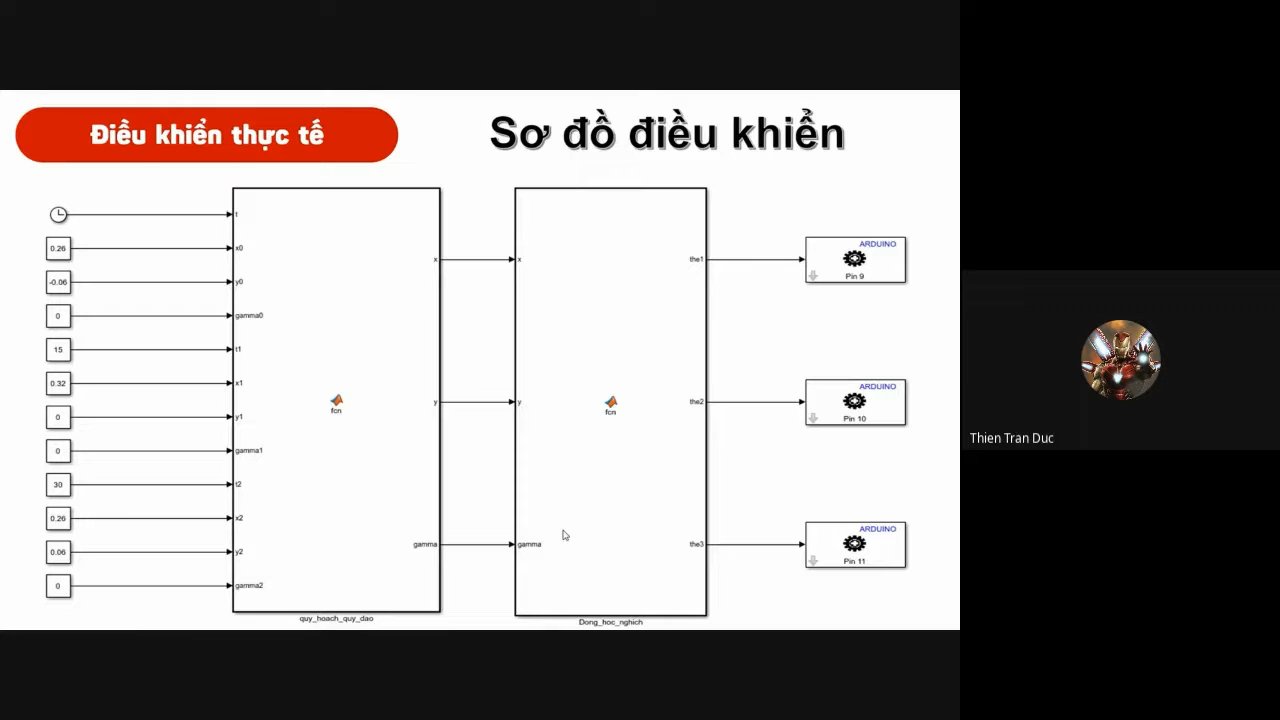 Điều khiển thực tế
Sơ đồ điều khiển
t
0.26
x0
-0.06
y0
0
gamma0
15
t1
0.32
x1
0
y1
0
gamma1
30
t2
0.26
x2
0.06
y2
0
gamma2
fcn
x
y
gamma
quy_hoach_quy_dao
x
y
gamma
fcn
the1
the2
the3
Dong_hoc_nghich
ARDUINO
Pin 9
ARDUINO
Pin 10
ARDUINO
Pin 11
Thien Tran Duc